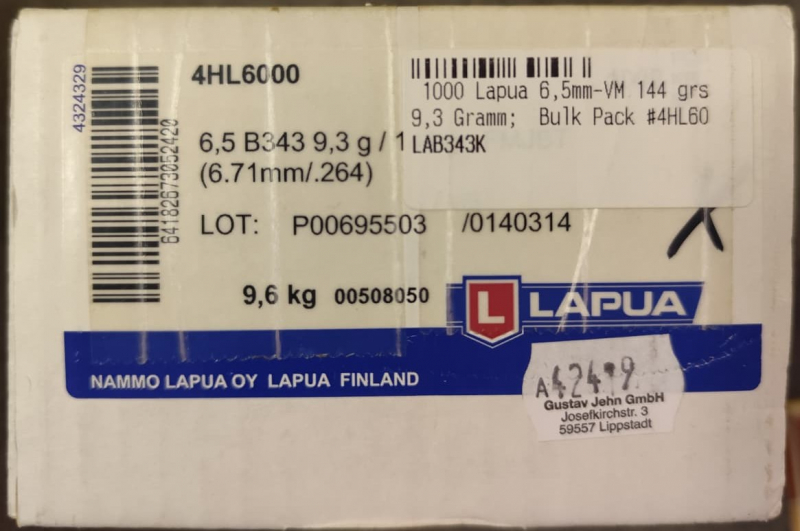 4324329
64182673052420
4HL6000
6,5 B343 9,3 g / 1
(6.71mm/.264)
LOT: P00695503 /0140314
9,6 kg 00508050
1000 Lapua 6,5mm-VM 144 grs
9,3 Gramm; Bulk Pack #4HL60
LAB343K
L LAPUA
NAMMO LAPUA OY LAPUA FINLAND
Gustav Jehn GmbH
Josefkirchstr. 3
59557 Lippstadt